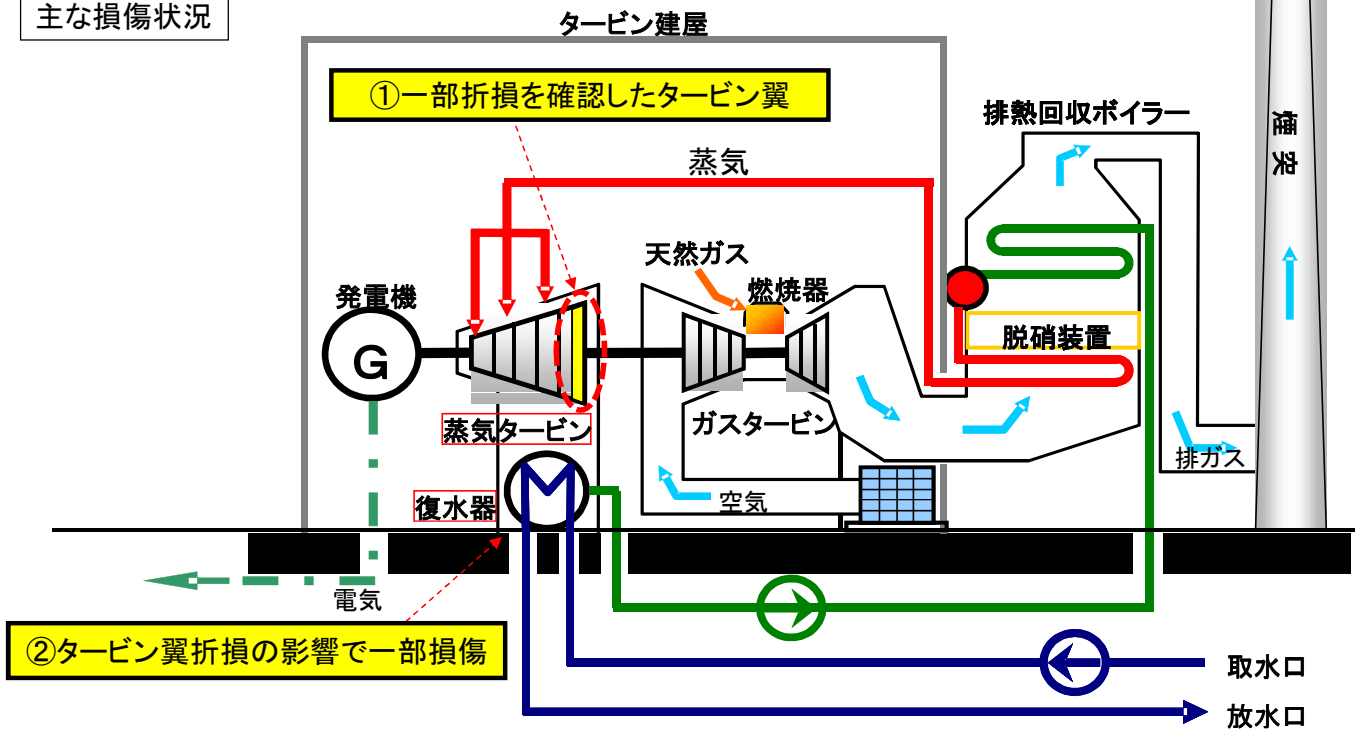 主な損傷状況
タービン建屋
①一部折損を確認したタービン翼
排熱回収ボイラー
煙突
蒸気
天然ガス
燃焼器
発電機
G
脱硝装置
蒸気タービン
ガスタービン
排ガス
復水器
空気
電気
②タービン翼折損の影響で一部損傷
取水口
放水口